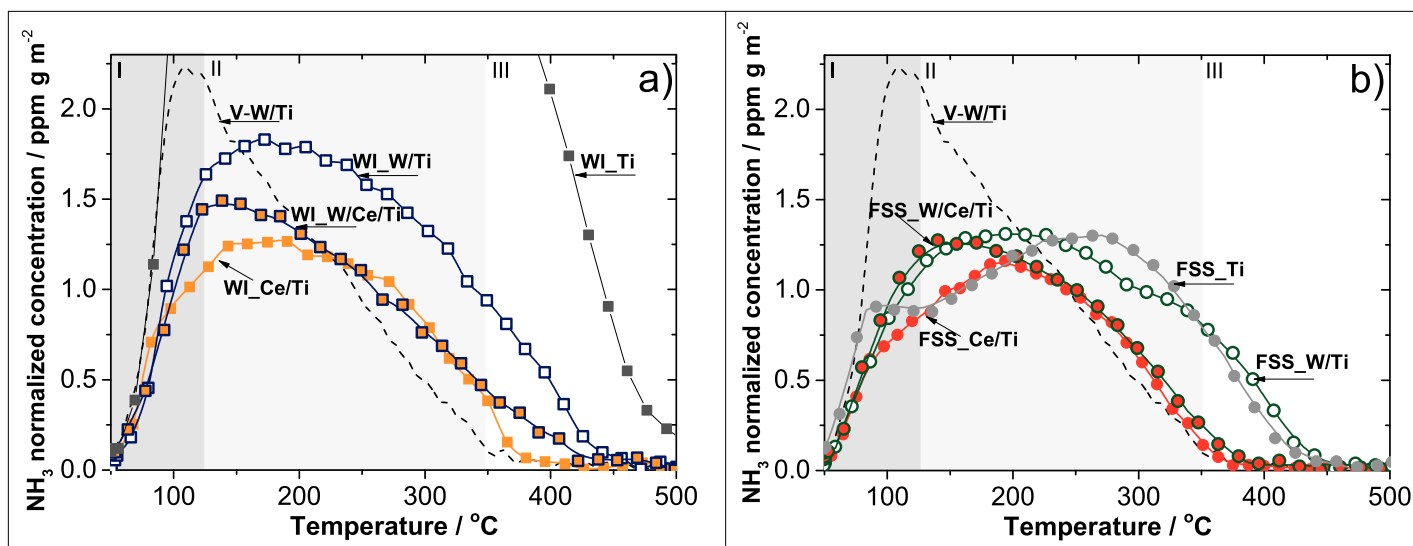 I
II
III
a)
V-W/Ti
WI_W/Ti
WI_Ti
WI_W/Ce/Ti
WI_Ce/Ti
2.0
1.5
1.0
0.5
0.0
100
200
300
400
500
NH3 normalized concentration / ppm g m-2
Temperature / °C
I
II
III
b)
V-W/Ti
FSS_W/Ce/Ti
FSS_Ti
FSS_Ce/Ti
FSS_W/Ti
2.0
1.5
1.0
0.5
0.0
100
200
300
400
500
NH3 normalized concentration / ppm g m-2
Temperature / °C